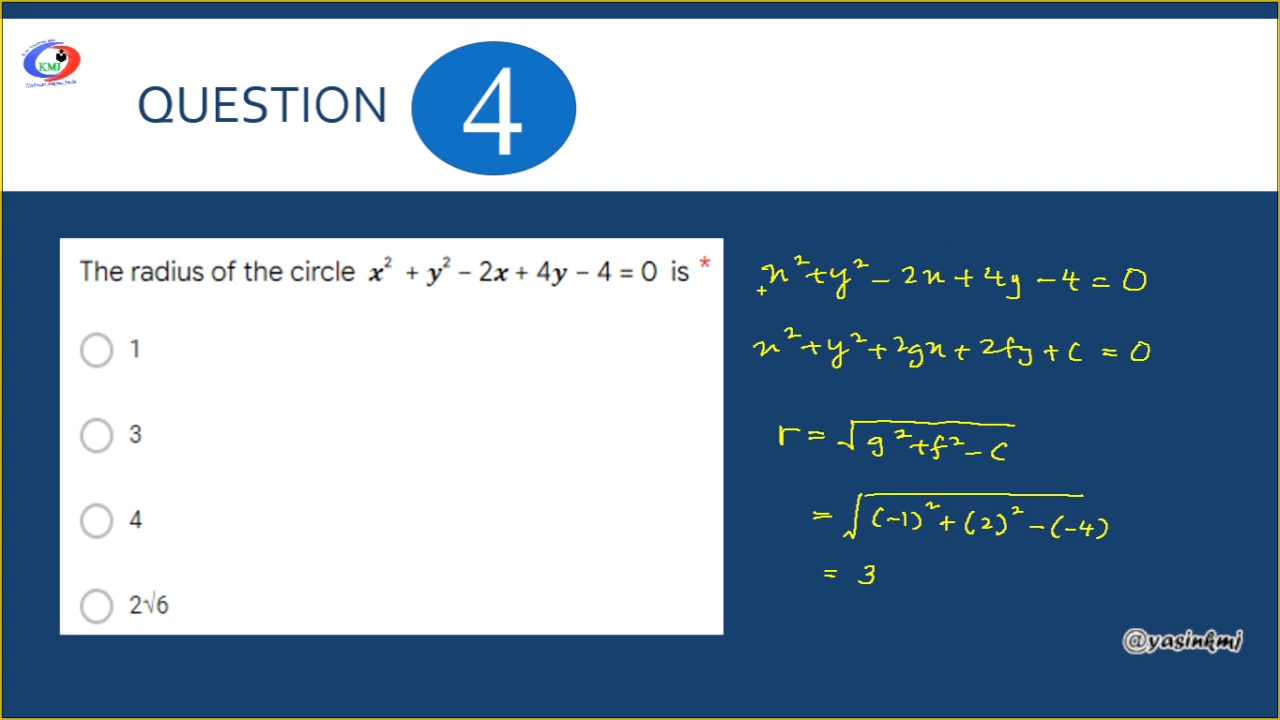 KMJ
QUESTION 4
The radius of the circle x² + y² − 2x + 4y − 4 = 0 is *
1
3
4
2√6
x² + y² − 2x + 4y − 4 = 0
x² + y² + 2gx + 2fy + c = 0
r = √(g² + f² − c)
= √((-1)² + (2)² − (-4))
= 3
@yasinkmj